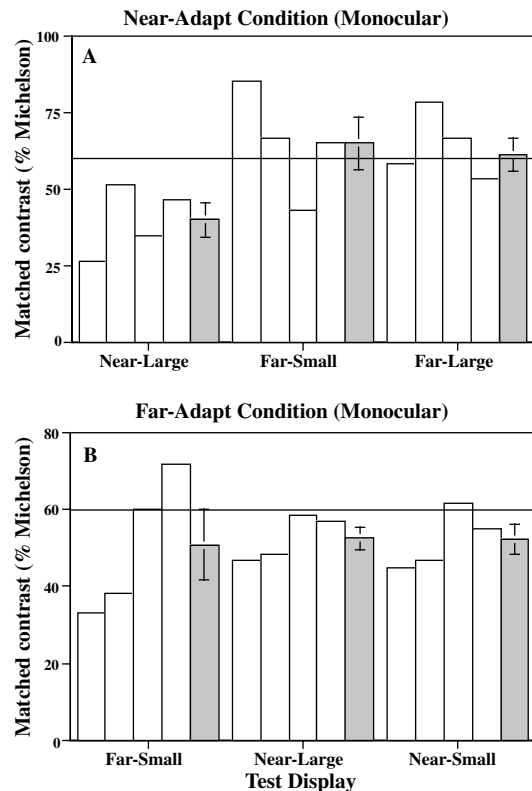 Near-Adapt Condition (Monocular)
A
Matched contrast (% Michelson)
100
75
50
25
0
Near-Large Far-Small Far-Large
Far-Adapt Condition (Monocular)
B
Matched contrast (% Michelson)
80
60
40
20
0
Far-Small Near-Large Near-Small
Test Display